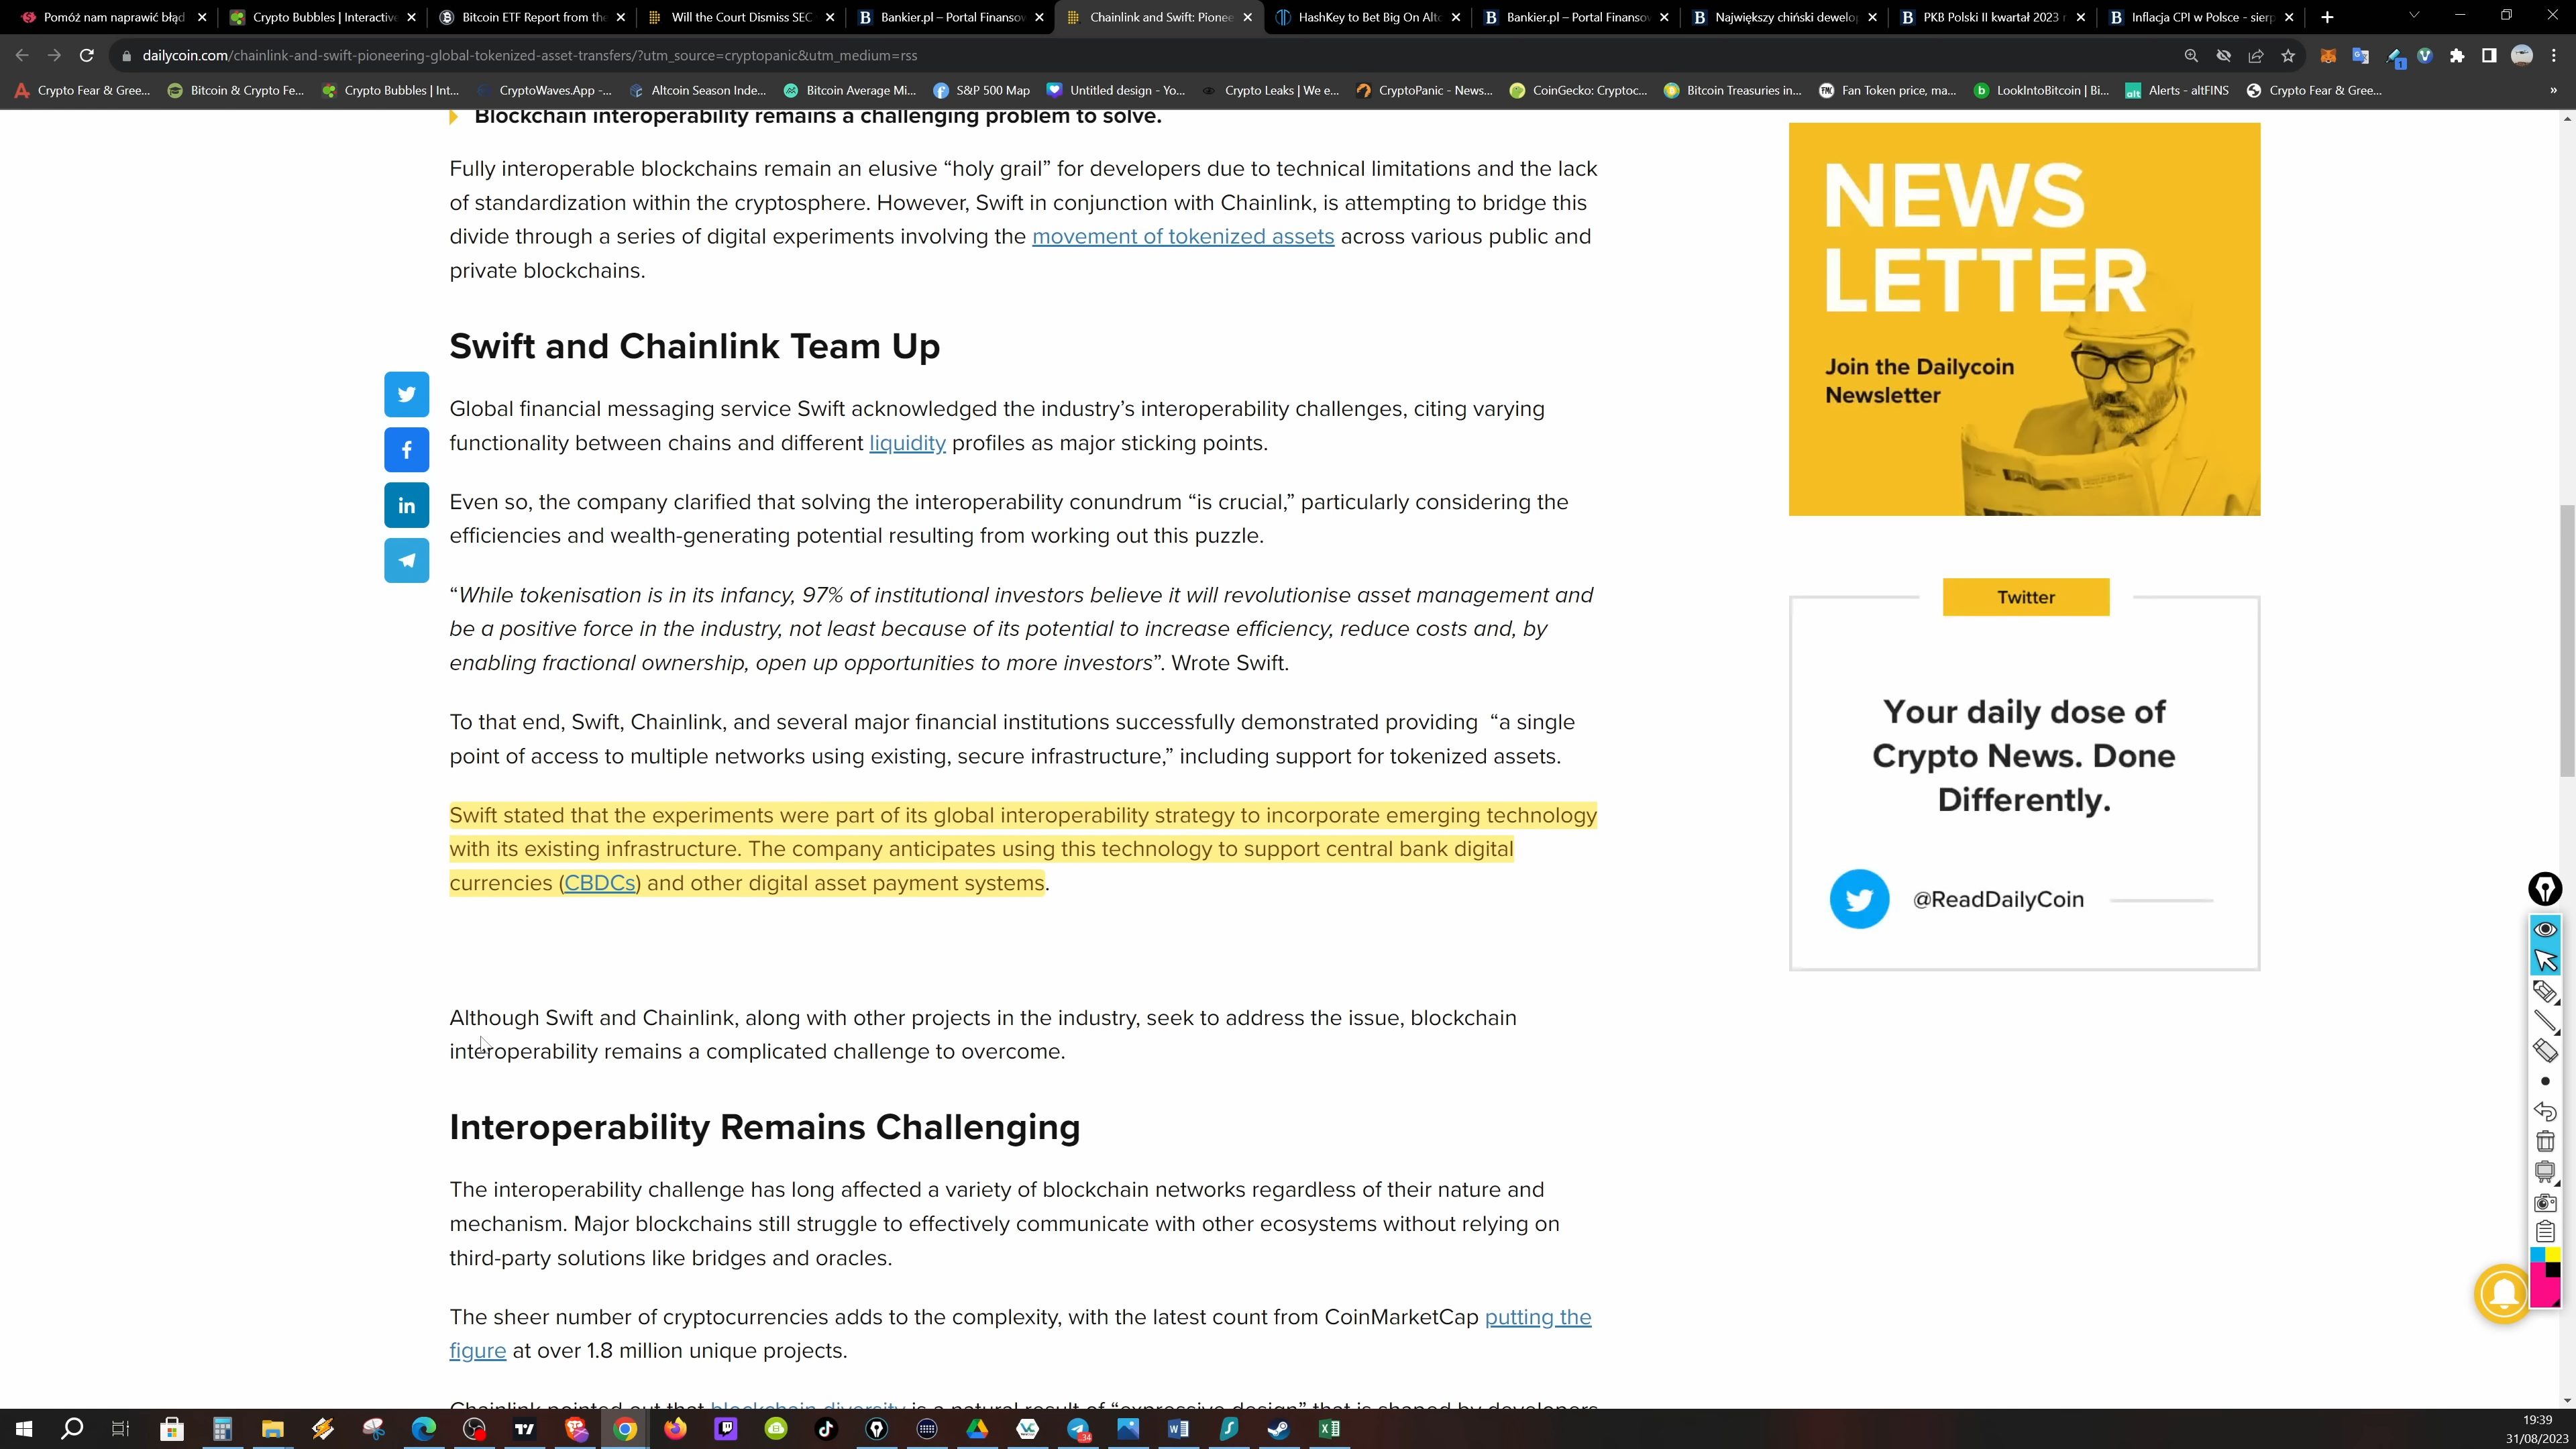 Pomóż nam naprawić błąd
Crypto Bubbles | Interactive
Bitcoin ETF Report from the
Will the Court Dismiss SEC
Bankier.pl – Portal Finansow
Chainlink and Swift: Pionee
HashKey to Bet Big On Alto
Bankier.pl – Portal Finansow
Największy chiński dewelop
PKB Polski II kwartał 2023 r
Inflacja CPI w Polsce - sierp
dailycoin.com/chainlink-and-swift-pioneering-global-tokenized-asset-transfers/?utm_source=cryptopanic&utm_medium=rss
Crypto Fear & Gree...
Bitcoin & Crypto Fe...
Crypto Bubbles | Int...
CryptoWaves.App -...
Altcoin Season Inde...
Bitcoin Average Mi...
S&P 500 Map
Untitled design - Yo...
Crypto Leaks | We e...
CryptoPanic - News...
CoinGecko: Cryptoc...
Bitcoin Treasuries in...
Fan Token price, ma...
LookIntoBitcoin | Bi...
Alerts - altFINS
Crypto Fear & Gree...
Blockchain interoperability remains a challenging problem to solve.
Fully interoperable blockchains remain an elusive “holy grail” for developers due to technical limitations and the lack
of standardization within the cryptosphere. However, Swift in conjunction with Chainlink, is attempting to bridge this
divide through a series of digital experiments involving the movement of tokenized assets across various public and
private blockchains.
Swift and Chainlink Team Up
Global financial messaging service Swift acknowledged the industry’s interoperability challenges, citing varying
functionality between chains and different liquidity profiles as major sticking points.
Even so, the company clarified that solving the interoperability conundrum “is crucial,” particularly considering the
efficiencies and wealth-generating potential resulting from working out this puzzle.
“While tokenisation is in its infancy, 97% of institutional investors believe it will revolutionise asset management and
be a positive force in the industry, not least because of its potential to increase efficiency, reduce costs and, by
enabling fractional ownership, open up opportunities to more investors”. Wrote Swift.
To that end, Swift, Chainlink, and several major financial institutions successfully demonstrated providing “a single
point of access to multiple networks using existing, secure infrastructure,” including support for tokenized assets.
Swift stated that the experiments were part of its global interoperability strategy to incorporate emerging technology
with its existing infrastructure. The company anticipates using this technology to support central bank digital
currencies (CBDCs) and other digital asset payment systems.
Although Swift and Chainlink, along with other projects in the industry, seek to address the issue, blockchain
interoperability remains a complicated challenge to overcome.
Interoperability Remains Challenging
The interoperability challenge has long affected a variety of blockchain networks regardless of their nature and
mechanism. Major blockchains still struggle to effectively communicate with other ecosystems without relying on
third-party solutions like bridges and oracles.
The sheer number of cryptocurrencies adds to the complexity, with the latest count from CoinMarketCap putting the
figure at over 1.8 million unique projects.
Chainlink pointed out that blockchain diversity is a natural result of “expressive design” that is shaped by developers
NEWS
LETTER
Join the Dailycoin
Newsletter
Twitter
Your daily dose of
Crypto News. Done
Differently.
@ReadDailyCoin
19:39
31/08/2023